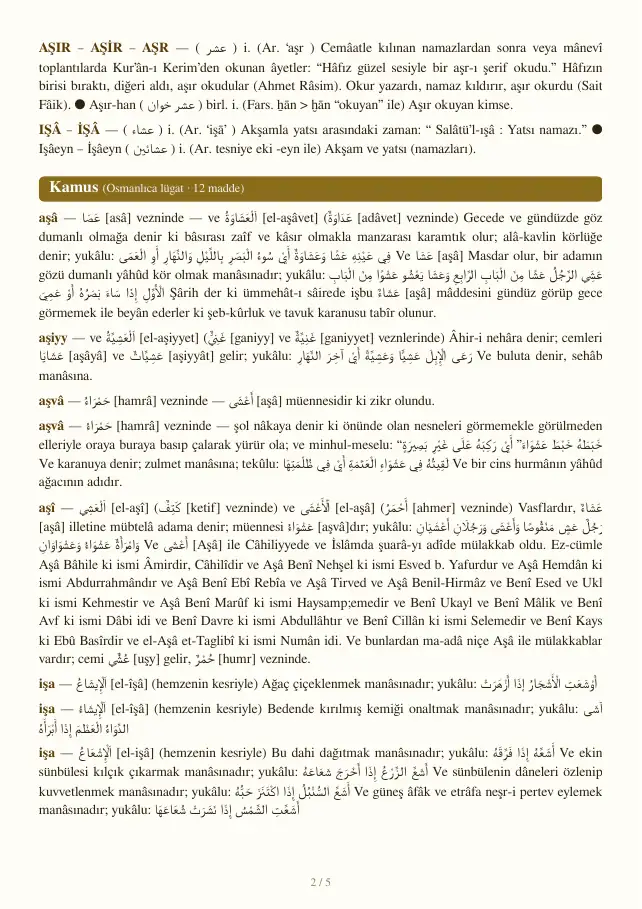 AŞIR – AŞİR – AŞR — ( عشر ) i. (Ar. ‘aşr ) Cemâatle kılınan namazlardan sonra veya mânevî
toplantılarda Kur’ân-ı Kerim’den okunan âyetler: “Hâfız güzel sesiyle bir aşr-ı şerif okudu.” Hâfızın
birisi bıraktı, diğeri aldı, aşır okudular (Ahmet Râsim). Okur yazardı, namaz kıldırır, aşır okurdu (Sait
Fâik). ● Aşır-han ( عشر خوان ) birl. i. (Fars. ḫān > ḫân “okuyan” ile) Aşır okuyan kimse.
IŞÂ – İŞÂ — ( عشاء ) i. (Ar. ‘işā’ ) Akşamla yatsı arasındaki zaman: “ Salâtü’l-ışâ : Yatsı namazı.” ●
Işâeyn – İşâeyn ( عشائين ) i. (Ar. tesniye eki -eyn ile) Akşam ve yatsı (namazları).
Kamus (Osmanlıca lügat · 12 madde)
aşâ — عَصَا [asâ] vezninde — ve اَلْعَشَاوَةُ [el-aşâvet] (عَدَاوَةٌ [adâvet] vezninde) Gecede ve gündüzde göz
dumanlı olmağa denir ki bâsırası zaîf ve kâsır olmakla manzarası karamtık olur; alâ-kavlin körlüğe
denir; yukâlu: فِي عَيْنِهِ عَشًا وَعَشَاوَةٌ أَيْ سُوءُ الْبَصَرِ بِاللَّيْلِ وَالنَّهَارِ أَوِ الْعَمَى Ve عَشَا [aşâ] Masdar olur, bir adamın
gözü dumanlı yâhûd kör olmak manâsınadır; yukâlu: عَشِيَ الرَّجُلُ عَشًا مِنَ الْبَابِ الرَّابِعِ وَعَشَا يَعْشُو عَشْوًا مِنَ الْبَابِ
الْأَوَّلِ إِذَا سَاءَ بَصَرُهُ أَوْ عَمِيَ Şârih der ki ümmehât-ı sâirede işbu عَشَاءٌ [aşâ] mâddesini gündüz görüp gece
görmemek ile beyân ederler ki şeb-kûrluk ve tavuk karanusu tabîr olunur.
aşiyy — ve اَلْعَشِيَّةُ [el-aşiyyet] (غَنِيٌّ [ganiyy] ve غَنِيَّةٌ [ganiyyet] veznlerinde) Âhir-i nehâra denir; cemleri
عَشَايَا [aşâyâ] ve عَشِيَّاتٌ [aşiyyât] gelir; yukâlu: رَعَى الْإِبِلَ عَشِيًّا وَعَشِيَّةً أَيْ آخِرَ النَّهَارِ Ve buluta denir, sehâb
manâsına.
aşvâ — حَمْرَاءُ [hamrâ] vezninde — أَعْشَى [aşâ] müennesidir ki zikr olundu.
aşvâ — حَمْرَاءُ [hamrâ] vezninde — şol nâkaya denir ki önünde olan nesneleri görmemekle görülmeden
elleriyle oraya buraya basıp çalarak yürür ola; ve minhul-meselu: “خَبَطَهُ خَبْطَ عَشْوَاءَ” أَيْ رَكِبَهُ عَلَى غَيْرِ بَصِيرَةٍ
Ve karanuya denir; zulmet manâsına; tekûlu: لَقِيتُهُ فِي عَشْوَاءِ الْعَتَمَةِ أَيْ فِي ظُلْمَتِهَا Ve bir cins hurmânın yâhûd
ağacının adıdır.
aşî — اَلْعَشِي [el-aşî] (كَتِفٌ [ketif] vezninde) ve اَلْأَعْشَى [el-aşâ] (أَحْمَرُ [ahmer] vezninde) Vasflardır, عَشَاءٌ
[aşâ] illetine mübtelâ adama denir; müennesi عَشْوَاءُ [aşvâ]dır; yukâlu: رَجُلٌ عَشٍ مَنْقُوصًا وَأَعْشَى وَرَجُلَانِ أَعْشَيَانِ
وَامْرَأَةٌ عَشْوَاءُ وَعَشْوَاوَانِ Ve أَعْشَى [Aşâ] ile Câhiliyyede ve İslâmda şuarâ-yı adîde mülakkab oldu. Ez-cümle
Aşâ Bâhile ki ismi Âmirdir, Câhilîdir ve Aşâ Benî Nehşel ki ismi Esved b. Yafurdur ve Aşâ Hemdân ki
ismi Abdurrahmândır ve Aşâ Benî Ebî Rebîa ve Aşâ Tirved ve Aşâ Benil-Hirmâz ve Benî Esed ve Ukl
ki ismi Kehmestir ve Aşâ Benî Marûf ki ismi Haysamp;emedir ve Benî Ukayl ve Benî Mâlik ve Benî
Avf ki ismi Dâbi idi ve Benî Davre ki ismi Abdullâhtır ve Benî Cillân ki ismi Selemedir ve Benî Kays
ki Ebû Basîrdir ve el-Aşâ et-Taglibî ki ismi Numân idi. Ve bunlardan ma-adâ niçe Aşâ ile mülakkablar
vardır; cemi عُشْيٌ [uşy] gelir, حُمْرٌ [humr] vezninde.
işa — اَلْإِيشَاعُ [el-îşâ] (hemzenin kesriyle) Ağaç çiçeklenmek manâsınadır; yukâlu: أَوْشَعَتِ الْأَشْجَارُ إِذَا أَزْهَرَتْ
işa — اَلْإِيشَاءُ [el-îşâ] (hemzenin kesriyle) Bedende kırılmış kemiği onaltmak manâsınadır; yukâlu: آشَى
الدَّوَاءُ الْعَظْمَ إِذَا أَبْرَأَهُ
işa — اَلْإِشْعَاعُ [el-işâ] (hemzenin kesriyle) Bu dahi dağıtmak manâsınadır; yukâlu: أَشَعَّهُ إِذَا فَرَّقَهُ Ve ekin
sünbülesi kılçık çıkarmak manâsınadır; yukâlu: أَشَعَّ الزَّرْعُ إِذَا أَخْرَجَ شَعَاعَهُ Ve sünbülenin dâneleri özlenip
kuvvetlenmek manâsınadır; yukâlu: أَشَعَّ السُّنْبُلُ إِذَا اكْتَنَزَ حَبُّهُ Ve güneş âfâk ve etrâfa neşr-i pertev eylemek
manâsınadır; yukâlu: أَشَعَّتِ الشَّمْسُ إِذَا نَشَرَتْ شُعَاعَهَا
2 / 5